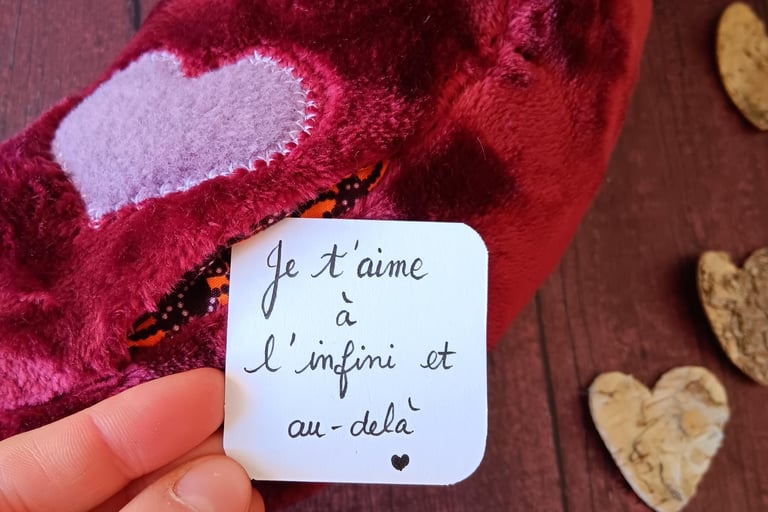 Je t'aime
à
l'infini et
au-delà
♥